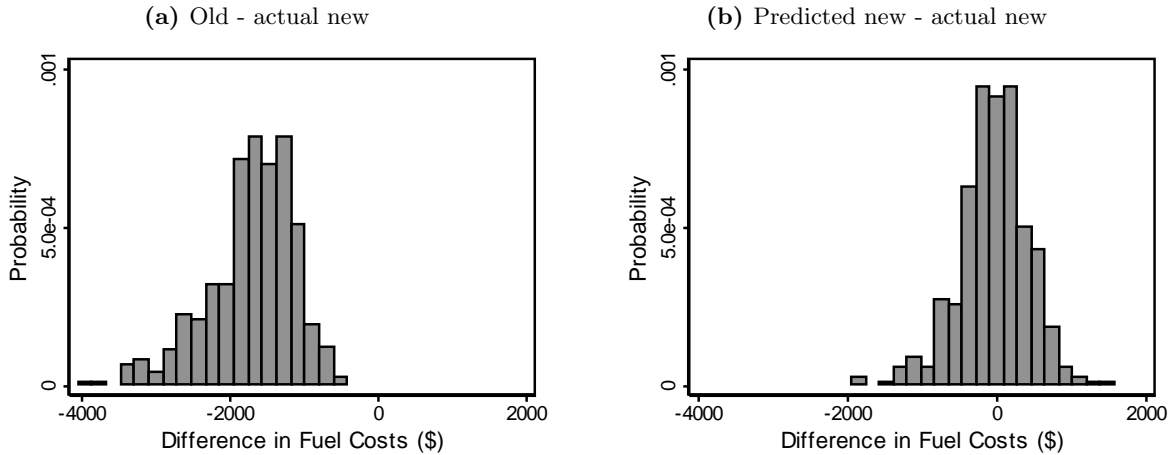 (a) Old - actual new
(b) Predicted new - actual new
Probability
.001
5.0e-04
0
-4000
-2000
0
2000
Difference in Fuel Costs ($)
Probability
.001
5.0e-04
0
-4000
-2000
0
2000
Difference in Fuel Costs ($)